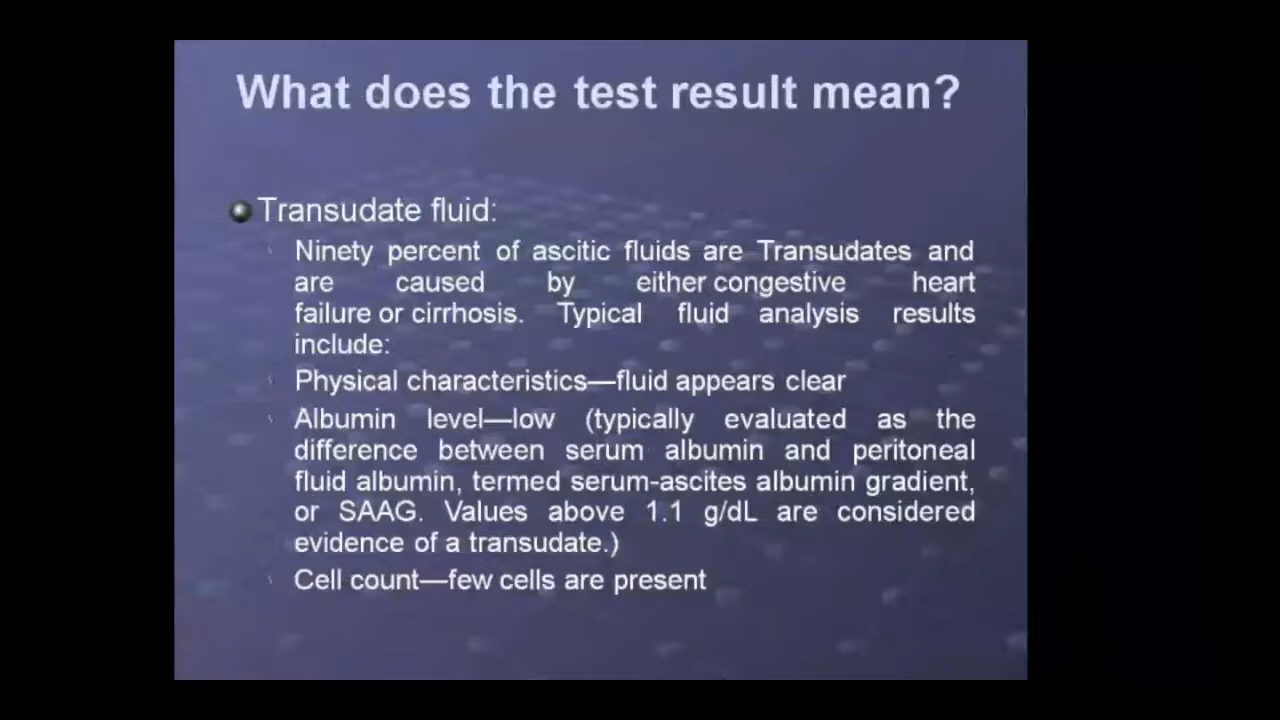 What does the test result mean?
Transudate fluid:
Ninety percent of ascitic fluids are Transudates and
are caused by either congestive heart
failure or cirrhosis. Typical fluid analysis results
include:
Physical characteristics—fluid appears clear
Albumin level—low (typically evaluated as the
difference between serum albumin and peritoneal
fluid albumin, termed serum-ascites albumin gradient,
or SAAG. Values above 1.1 g/dL are considered
evidence of a transudate.)
Cell count—few cells are present